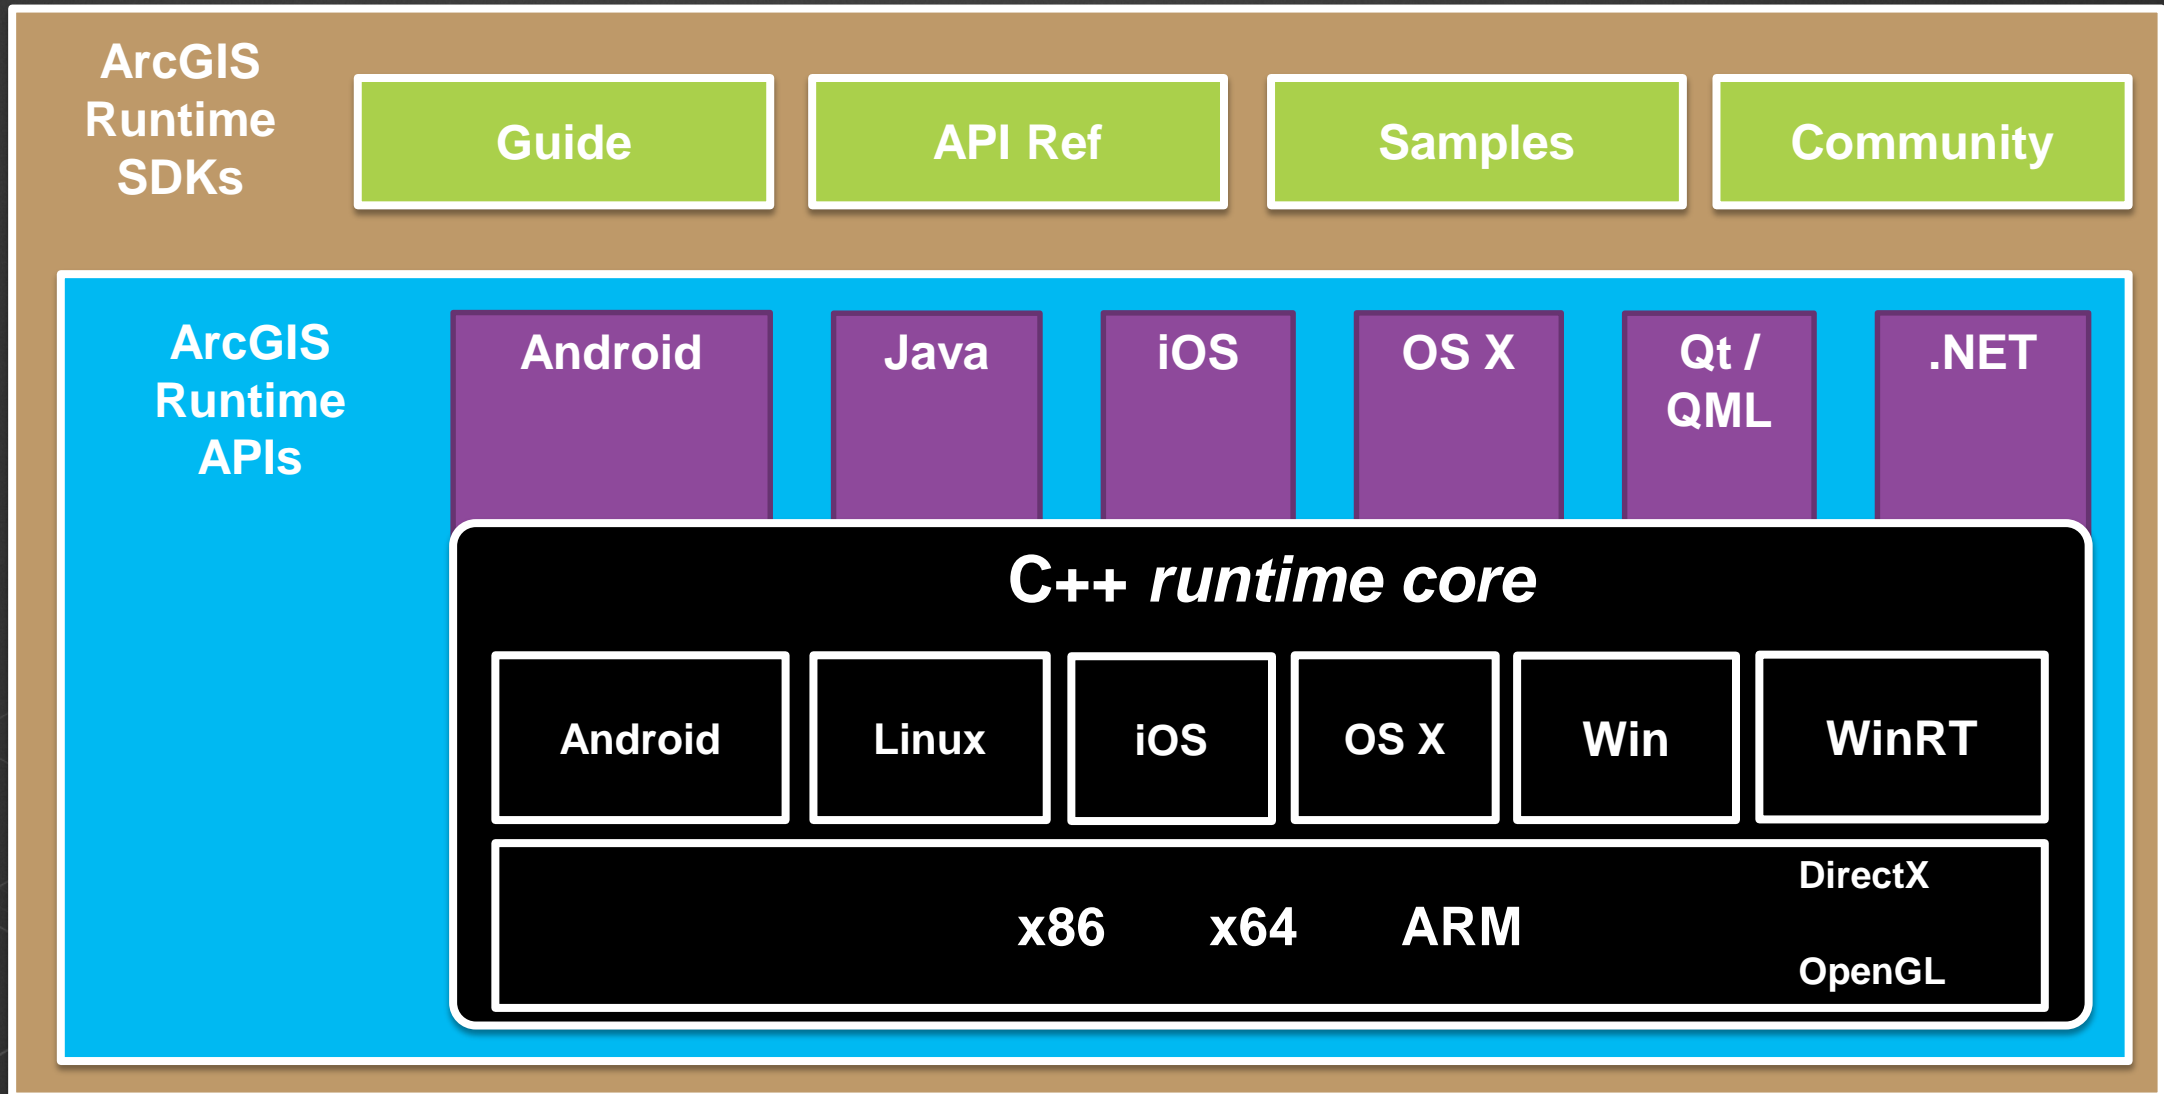 ArcGIS
Runtime
SDKs
Guide
API Ref
Samples
Community
ArcGIS
Runtime
APIs
Android
Java
iOS
OS X
Qt /
QML
.NET
C++ runtime core
Android
Linux
iOS
OS X
Win
WinRT
x86 x64 ARM
DirectX
OpenGL